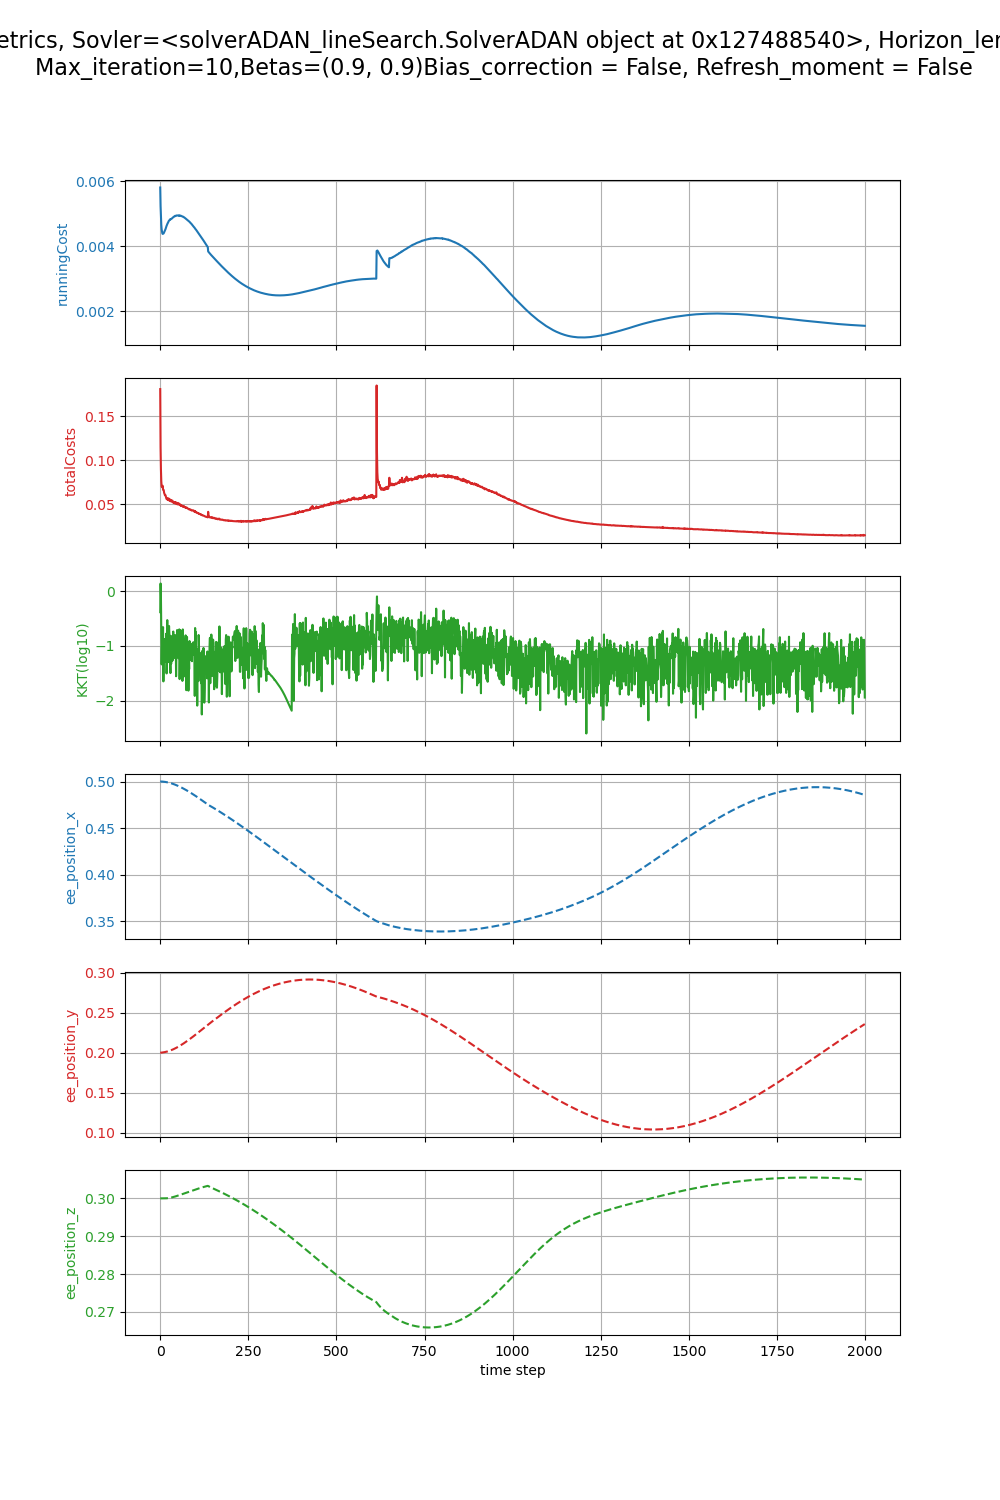 etrics, Sovler=<solverADAN_lineSearch.SolverADAN object at 0x127488540>, Horizon_len
Max_iteration=10,Betas=(0.9, 0.9)Bias_correction = False, Refresh_moment = False
0.006
0.004
0.002
runningCost
0.15
0.10
0.05
totalCosts
0
−1
−2
KKT(log10)
0.50
0.45
0.40
0.35
ee_position_x
0.30
0.25
0.20
0.15
0.10
ee_position_y
0.30
0.29
0.28
0.27
ee_position_z
0 250 500 750 1000 1250 1500 1750 2000
time step